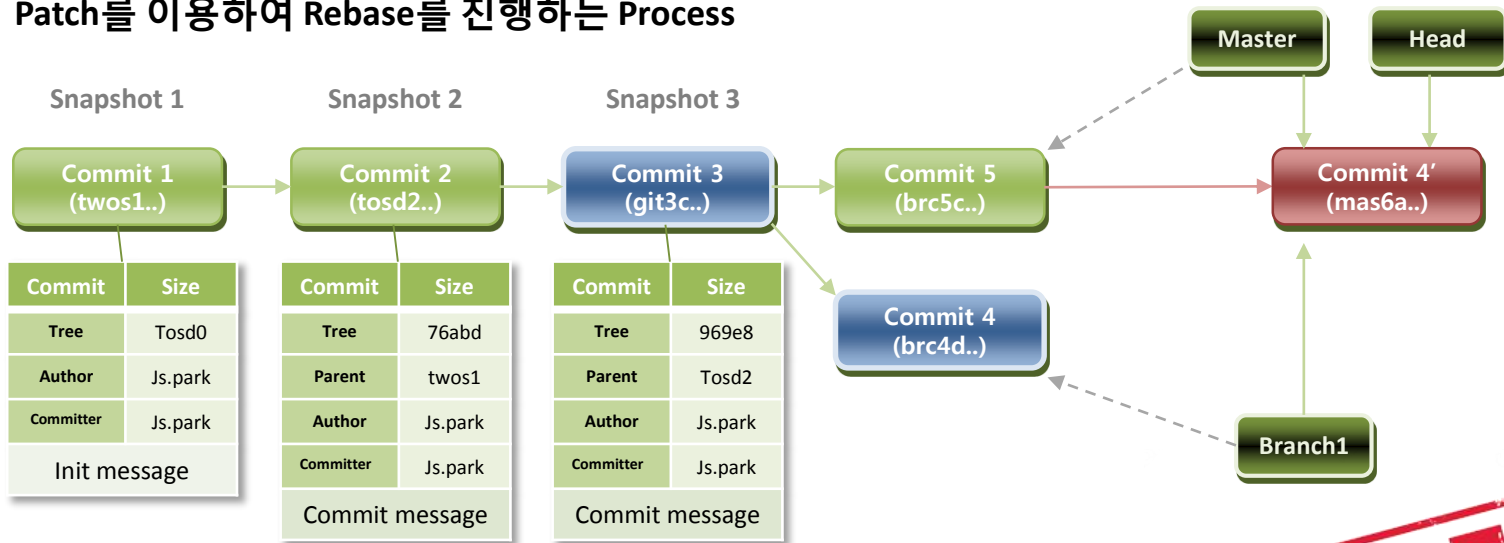 Patch를 이용하여 Rebase를 진행하는 Process
Master
Head
Snapshot 1
Snapshot 2
Snapshot 3
Commit 1
(twos1..)
Commit 2
(tosd2..)
Commit 3
(git3c..)
Commit 5
(brc5c..)
Commit 4’
(mas6a..)
Commit Size
Tree Tosd0
Author Js.park
Committer Js.park
Init message
Commit Size
Tree 76abd
Parent twos1
Author Js.park
Committer Js.park
Commit message
Commit Size
Tree 969e8
Parent Tosd2
Author Js.park
Committer Js.park
Commit message
Commit 4
(brc4d..)
Branch1